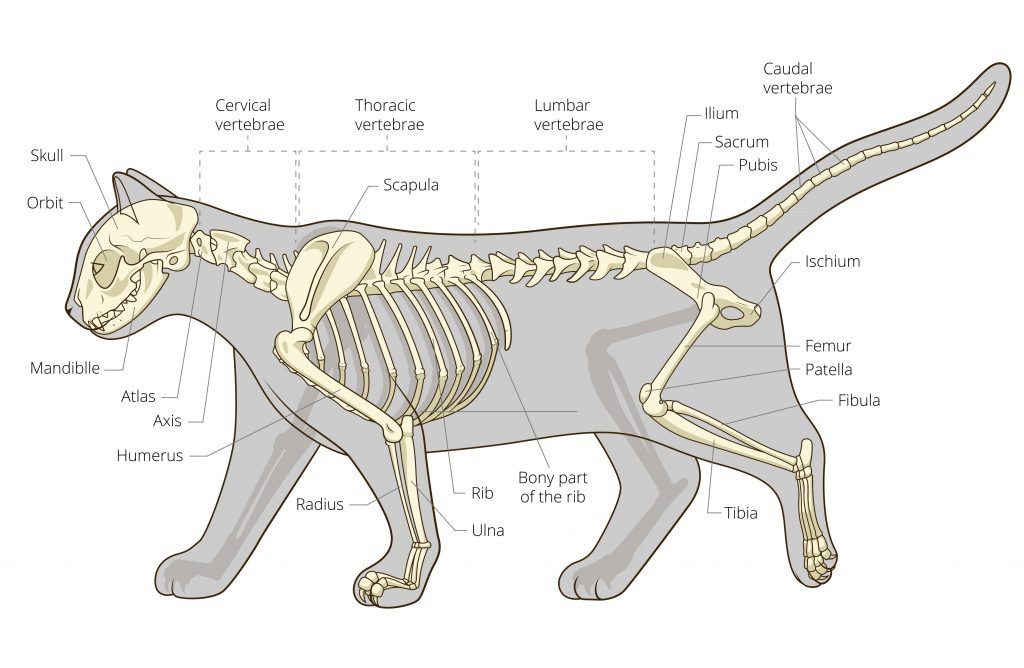 Caudal
vertebrae
Cervical
vertebrae
Thoracic
vertebrae
Lumbar
vertebrae
Ilium
Sacrum
Pubis
Skull
Scapula
Orbit
Ischium
Mandiblle
Femur
Patella
Atlas
Fibula
Axis
Humerus
Bony part
of the rib
Rib
Radius
Tibia
Ulna